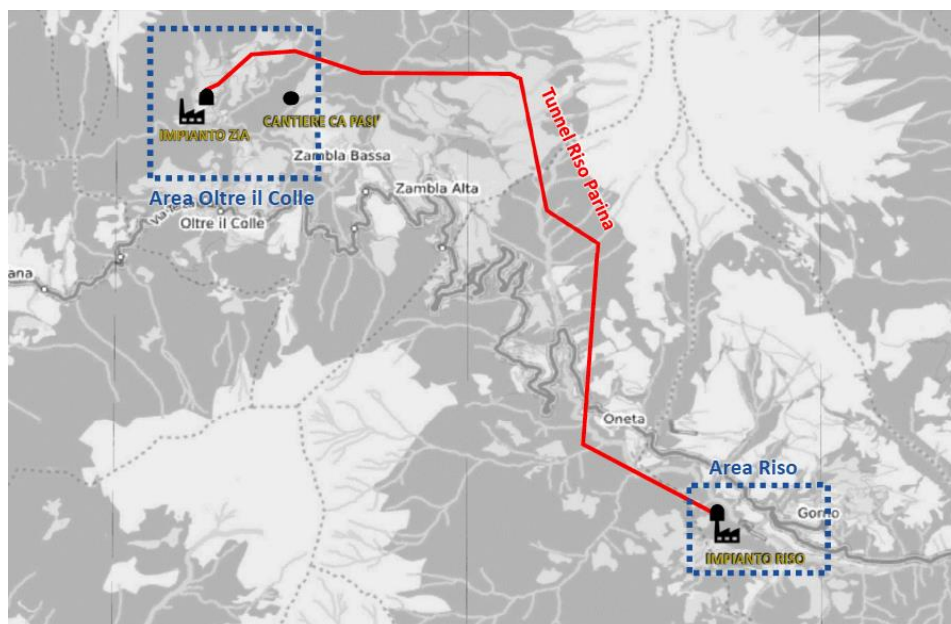 IMPIANTO ZIA
CANTIERE CA PASI'
Zambla Bassa
Area Oltre il Colle
Zambla Alta
Oltre il Colle
ana
Tunnel Riso Parina
Oneta
Area Riso
Gorno
IMPIANTO RISO